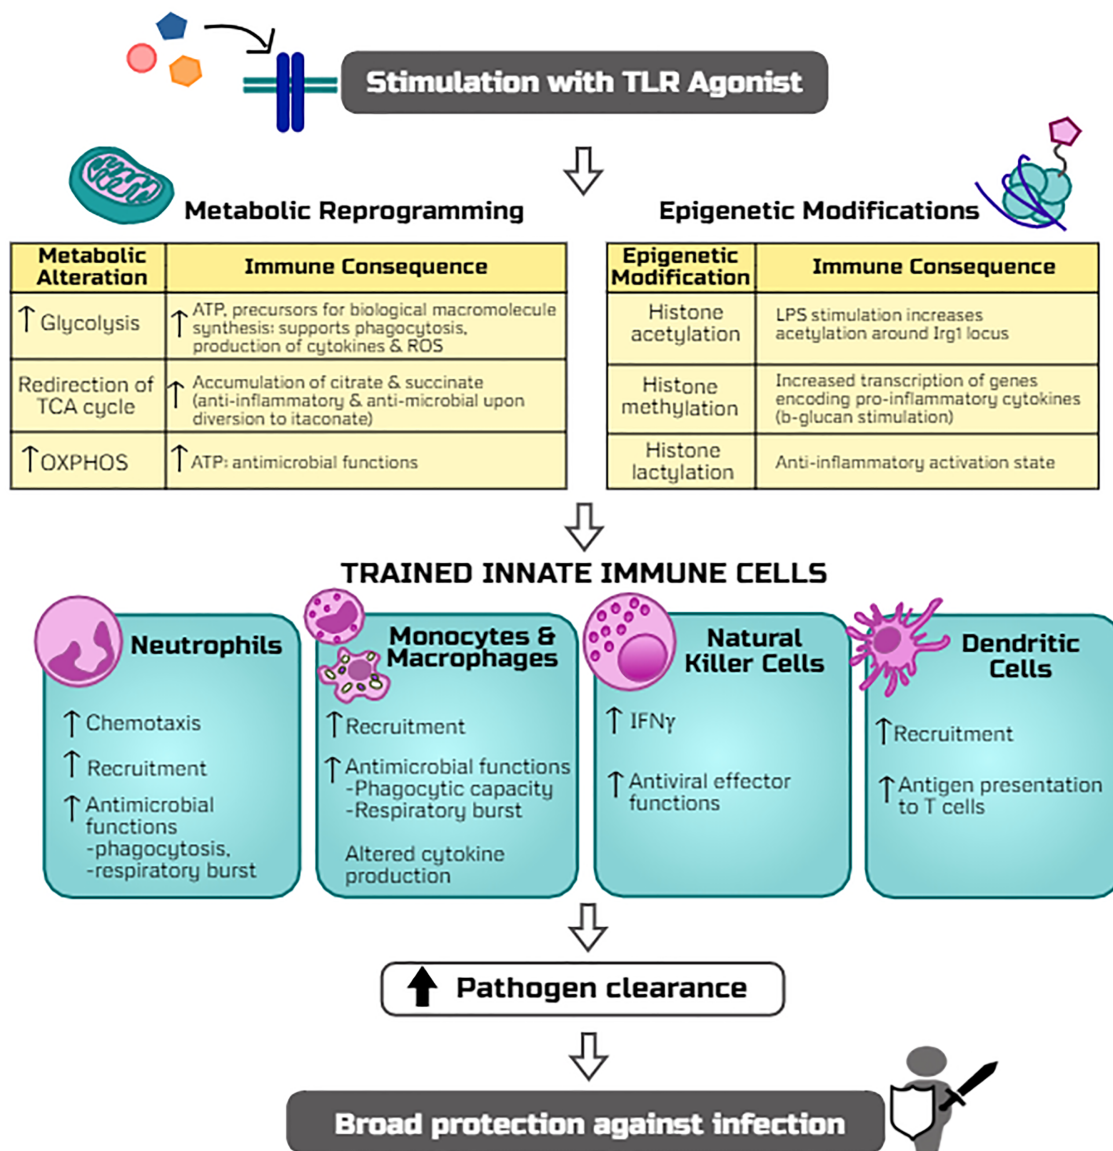 Stimulation with TLR Agonist
Metabolic Reprogramming
Metabolic
Alteration
Immune Consequence
↑ Glycolysis
↑ ATP, precursors for biological macromolecule
synthesis: supports phagocytosis,
production of cytokines & ROS
Redirection of
TCA cycle
↑ Accumulation of citrate & succinate
(anti-inflammatory & anti-microbial upon
diversion to itaconate)
↑ OXPHOS
↑ ATP: antimicrobial functions
Epigenetic Modifications
Epigenetic
Modification
Immune Consequence
Histone
acetylation
LPS stimulation increases
acetylation around Irg1 locus
Histone
methylation
Increased transcription of genes
encoding pro-inflammatory cytokines
(b-glucan stimulation)
Histone
lactylation
Anti-inflammatory activation state
TRAINED INNATE IMMUNE CELLS
Neutrophils
↑ Chemotaxis
↑ Recruitment
↑ Antimicrobial
functions
-phagocytosis,
-respiratory burst
Monocytes &
Macrophages
↑ Recruitment
↑ Antimicrobial functions
-Phagocytic capacity
-Respiratory burst
Altered cytokine
production
Natural
Killer Cells
↑ IFNγ
↑ Antiviral effector
functions
Dendritic
Cells
↑ Recruitment
↑ Antigen presentation
to T cells
↑ Pathogen clearance
Broad protection against infection